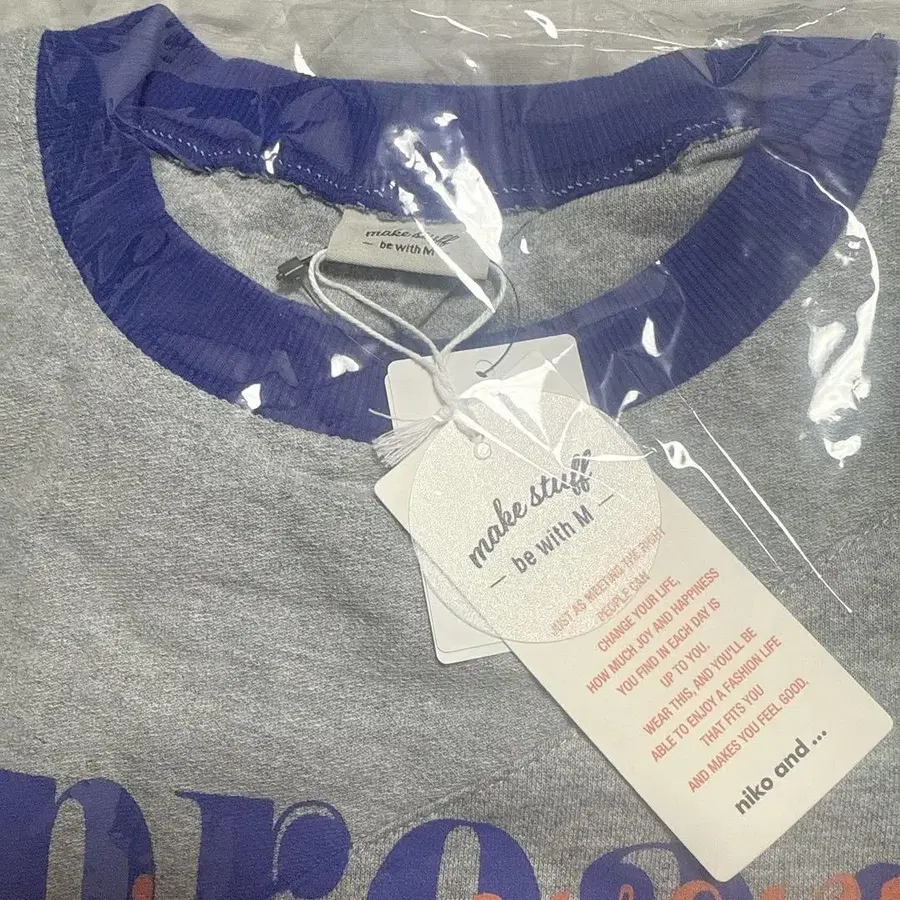 make stuff
— be with M
make stuff
— be with M —
JUST AS MEETING THE RIGHT
PEOPLE CAN
CHANGE YOUR LIFE,
HOW MUCH JOY AND HAPPINESS
YOU FIND IN EACH DAY IS
UP TO YOU.
WEAR THIS, AND YOU'LL BE
ABLE TO ENJOY A FASHION LIFE
THAT FITS YOU
AND MAKES YOU FEEL GOOD.
niko and ...